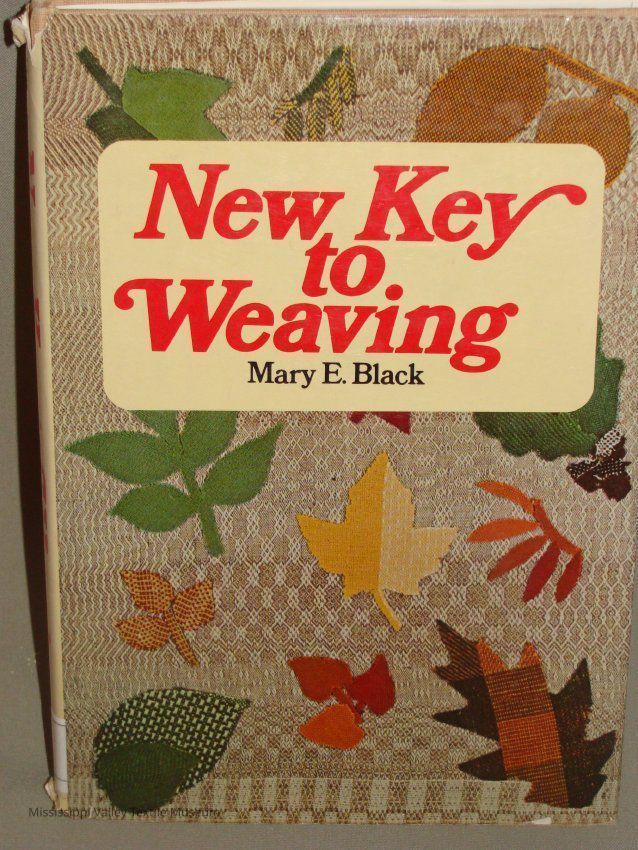 New Key
to
Weaving
Mary E. Black
Mississippi Valley Textile Museum